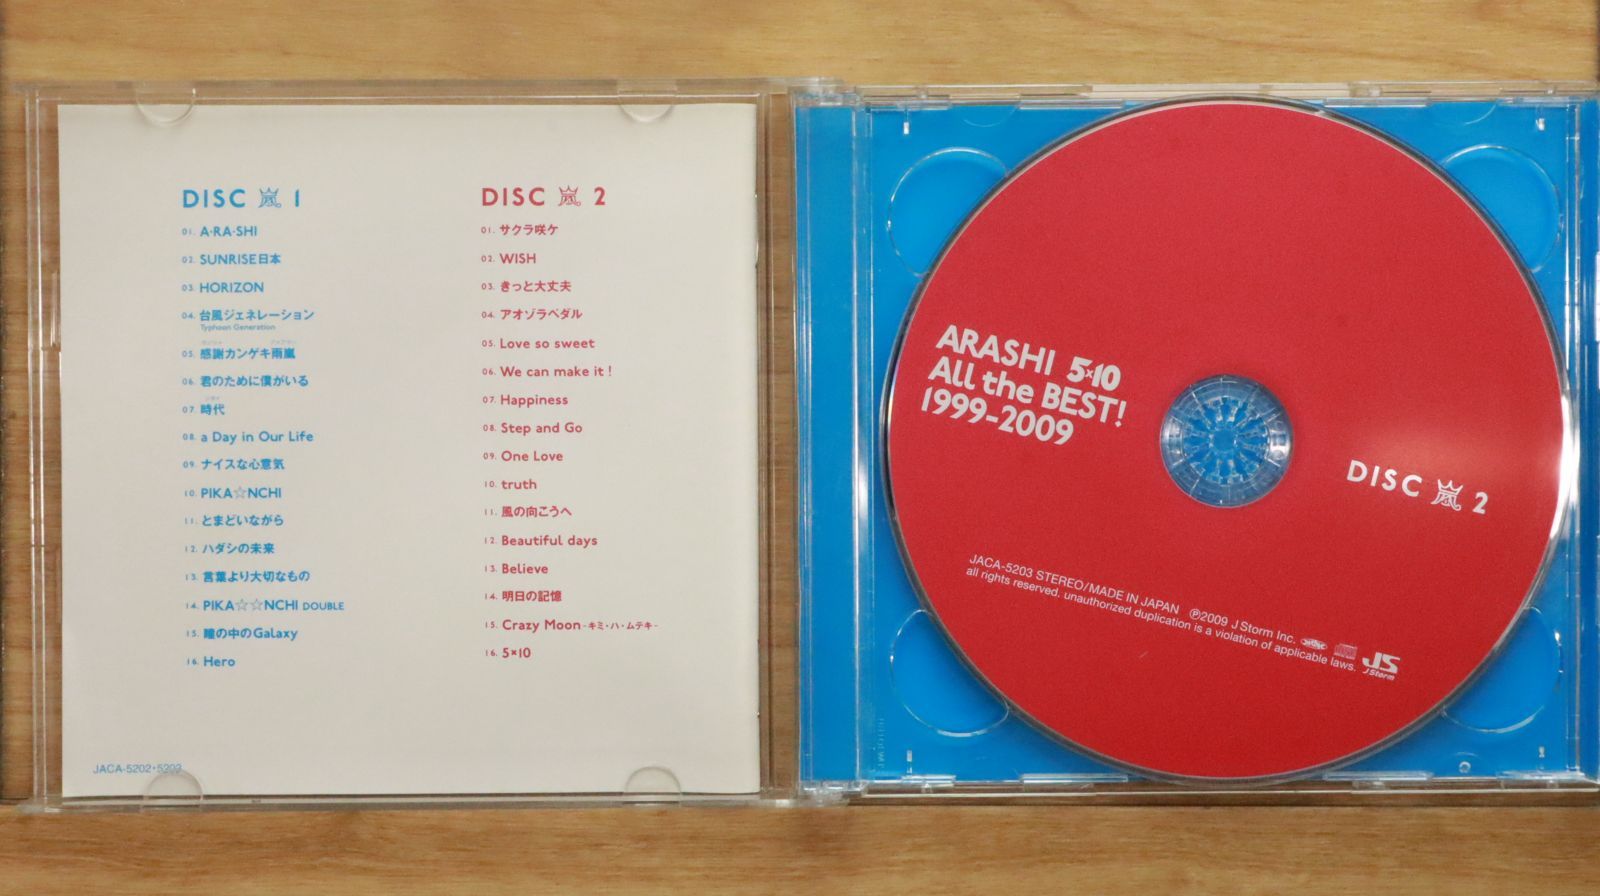 DISC 嵐 1
01. A・RA・SHI
02. SUNRISE日本
03. HORIZON
04. 台風ジェネレーション
Typhoon Generation
05. 感謝カンゲキ雨嵐
06. 君のために僕がいる
07. 時代
08. a Day in Our Life
09. ナイスな心意気
10. PIKA☆NCHI
11. とまどいながら
12. ハダシの未来
13. 言葉より大切なもの
14. PIKA☆☆NCHI DOUBLE
15. 瞳の中のGalaxy
16. Hero
JACA-5202・5203
DISC 嵐 2
01. サクラ咲ケ
02. WISH
03. きっと大丈夫
04. アオゾラペダル
05. Love so sweet
06. We can make it !
07. Happiness
08. Step and Go
09. One Love
10. truth
11. 風の向こうへ
12. Beautiful days
13. Believe
14. 明日の記憶
15. Crazy Moon -キミ・ハ・ムテキ-
16. 5×10
ARASHI 5×10
All the BEST!
1999-2009
DISC 嵐 2
JACA-5203 STEREO/MADE IN JAPAN ℗2009 J Storm Inc.
all rights reserved. unauthorized duplication is a violation of applicable laws.
JS
J Storm